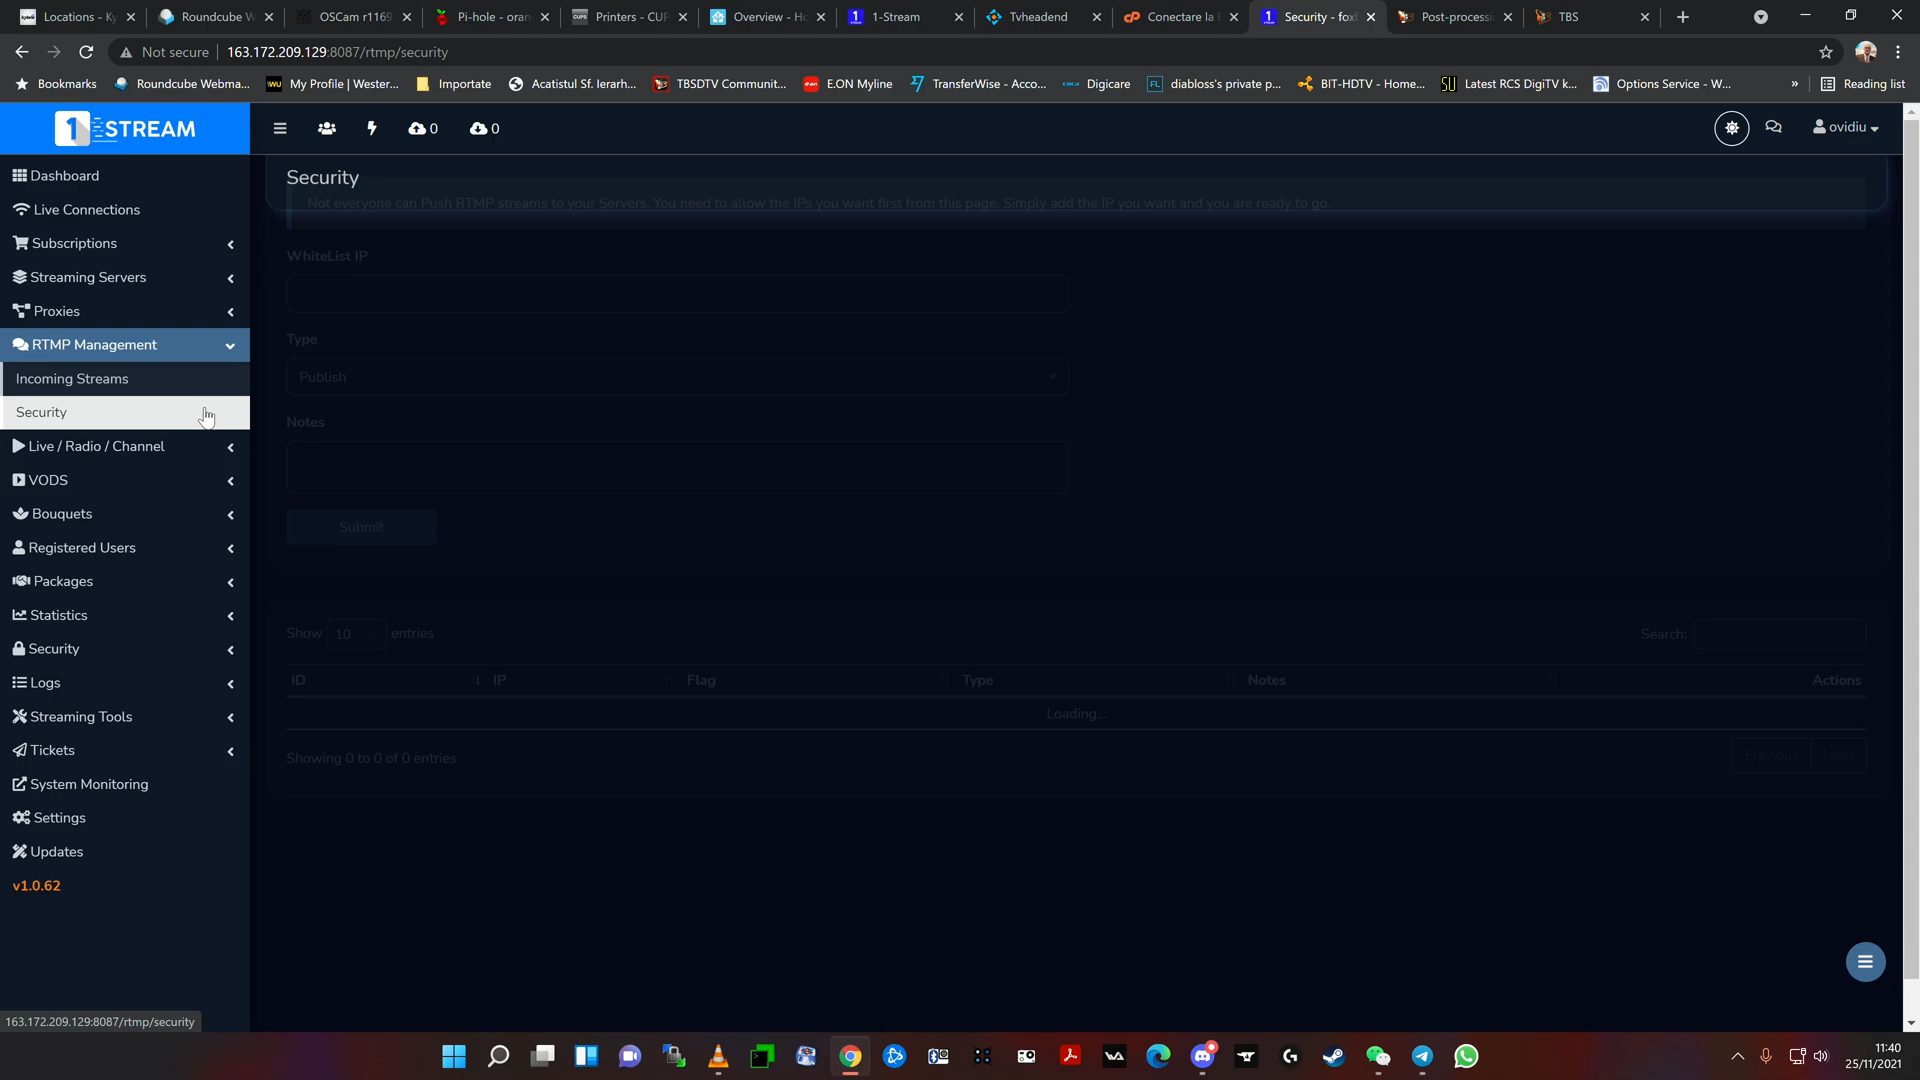 Locations - Ky
Roundcube W
OSCam r1169
Pi-hole - oran
CUPS
Printers - CUP
Overview - Ho
1-Stream
Tvheadend
Conectare la
Security - foxl
Post-processi
TBS
Not secure
163.172.209.129:8087/rtmp/security
Bookmarks
Roundcube Webma...
My Profile | Wester...
Importate
Acatistul Sf. Ierarh...
TBSDTV Communit...
E.ON Myline
TransferWise - Acco...
Digicare
FL
diabloss's private p...
BIT-HDTV - Home...
SU
Latest RCS DigiTV k...
Options Service - W...
Reading list
1 STREAM
0
0
ovidiu
Dashboard
Live Connections
Subscriptions
Streaming Servers
Proxies
RTMP Management
Incoming Streams
Security
Live / Radio / Channel
VODS
Bouquets
Registered Users
Packages
Statistics
Security
Logs
Streaming Tools
Tickets
System Monitoring
Settings
Updates
v1.0.62
Security
Not everyone can Push RTMP streams to your Servers. You need to allow the IPs you want first from this page. Simply add the IP you want and you are ready to go.
WhiteList IP
Type
Publish
Notes
Submit
Show 10 entries
Search:
ID IP Flag Type Notes Actions
Loading...
Showing 0 to 0 of 0 entries
Previous Next
163.172.209.129:8087/rtmp/security
11:40
25/11/2021